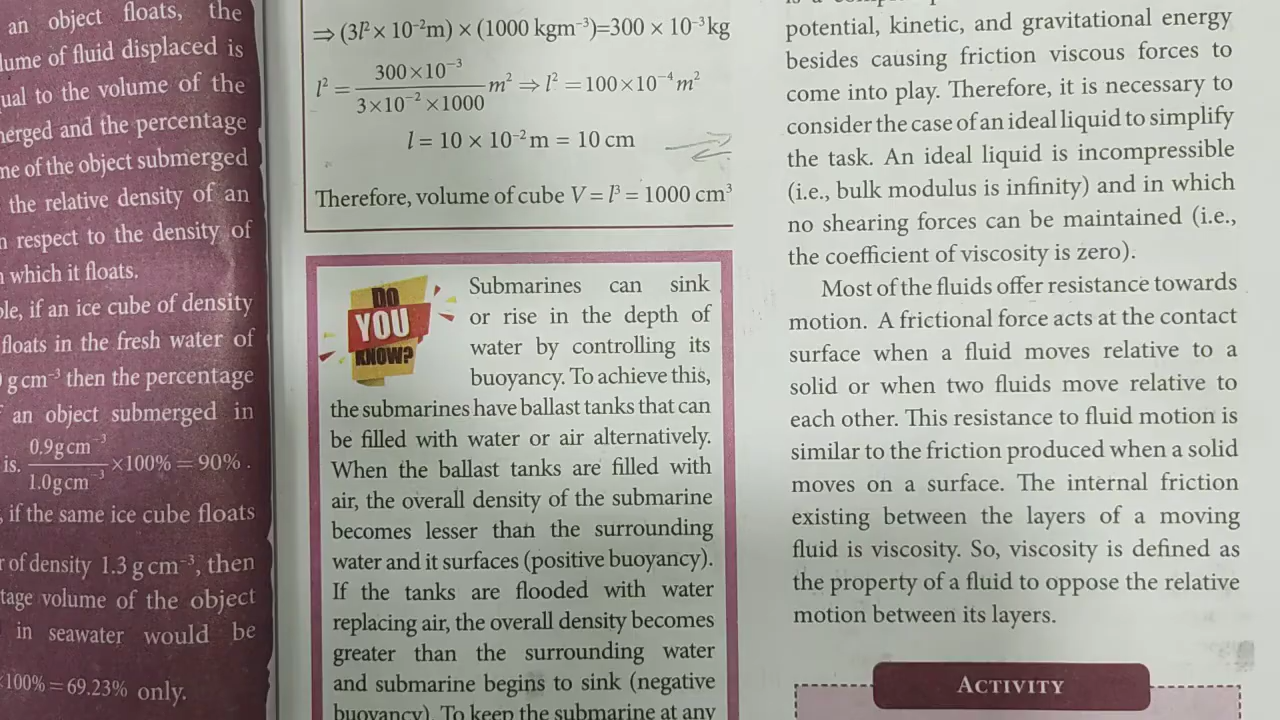 an object floats, the
lume of fluid displaced is
ual to the volume of the
nerged and the percentage
me of the object submerged
the relative density of an
n respect to the density of
which it floats.
ole, if an ice cube of density
floats in the fresh water of
g cm⁻³ then the percentage
an object submerged in
is. 0.9 g cm⁻³ / 1.0 g cm⁻³ ×100% = 90% .
, if the same ice cube floats
r of density 1.3 g cm⁻³, then
tage volume of the object
in seawater would be
×100% = 69.23% only.
⇒ (3l² × 10⁻²m) × (1000 kgm⁻³)=300 × 10⁻³kg
l² = 300×10⁻³ / 3×10⁻²×1000 m² ⇒ l² = 100×10⁻⁴m²
l = 10 × 10⁻²m = 10 cm
Therefore, volume of cube V = l³ = 1000 cm³
DO
YOU
KNOW?
Submarines can sink
or rise in the depth of
water by controlling its
buoyancy. To achieve this,
the submarines have ballast tanks that can
be filled with water or air alternatively.
When the ballast tanks are filled with
air, the overall density of the submarine
becomes lesser than the surrounding
water and it surfaces (positive buoyancy).
If the tanks are flooded with water
replacing air, the overall density becomes
greater than the surrounding water
and submarine begins to sink (negative
buoyancy). To keep the submarine at any
potential, kinetic, and gravitational energy
besides causing friction viscous forces to
come into play. Therefore, it is necessary to
consider the case of an ideal liquid to simplify
the task. An ideal liquid is incompressible
(i.e., bulk modulus is infinity) and in which
no shearing forces can be maintained (i.e.,
the coefficient of viscosity is zero).
Most of the fluids offer resistance towards
motion. A frictional force acts at the contact
surface when a fluid moves relative to a
solid or when two fluids move relative to
each other. This resistance to fluid motion is
similar to the friction produced when a solid
moves on a surface. The internal friction
existing between the layers of a moving
fluid is viscosity. So, viscosity is defined as
the property of a fluid to oppose the relative
motion between its layers.
ACTIVITY